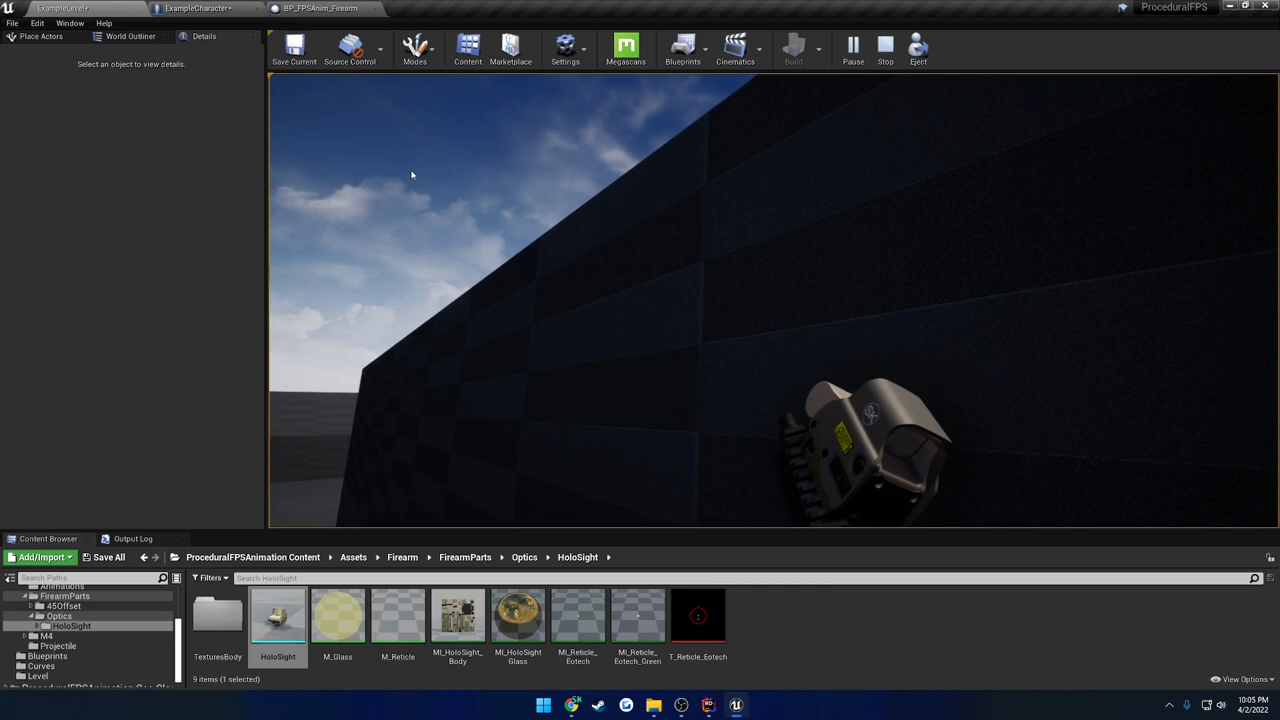 ExampleLevel•
ExampleCharacter•
BP_FPSAnim_Firearm
ProceduralFPS
File
Edit
Window
Help
Place Actors
World Outliner
Details
Select an object to view details.
Save Current
Source Control
Modes
Content
Marketplace
Settings
Megascans
Blueprints
Cinematics
Build
Pause
Stop
Eject
SK
Content Browser
Output Log
Add/Import
Save All
ProceduralFPSAnimation Content
Assets
Firearm
FirearmParts
Optics
HoloSight
Search Paths
Filters
Search HoloSight
Animations
FirearmParts
45Offset
Optics
HoloSight
M4
Projectile
Blueprints
Curves
Level
TexturesBody
HoloSight
M_Glass
M_Reticle
MI_HoloSight_
Body
MI_HoloSight
Glass
MI_Reticle_
Eotech
MI_Reticle_
Eotech_Green
T_Reticle_Eotech
9 items (1 selected)
View Options
10:05 PM
4/2/2022